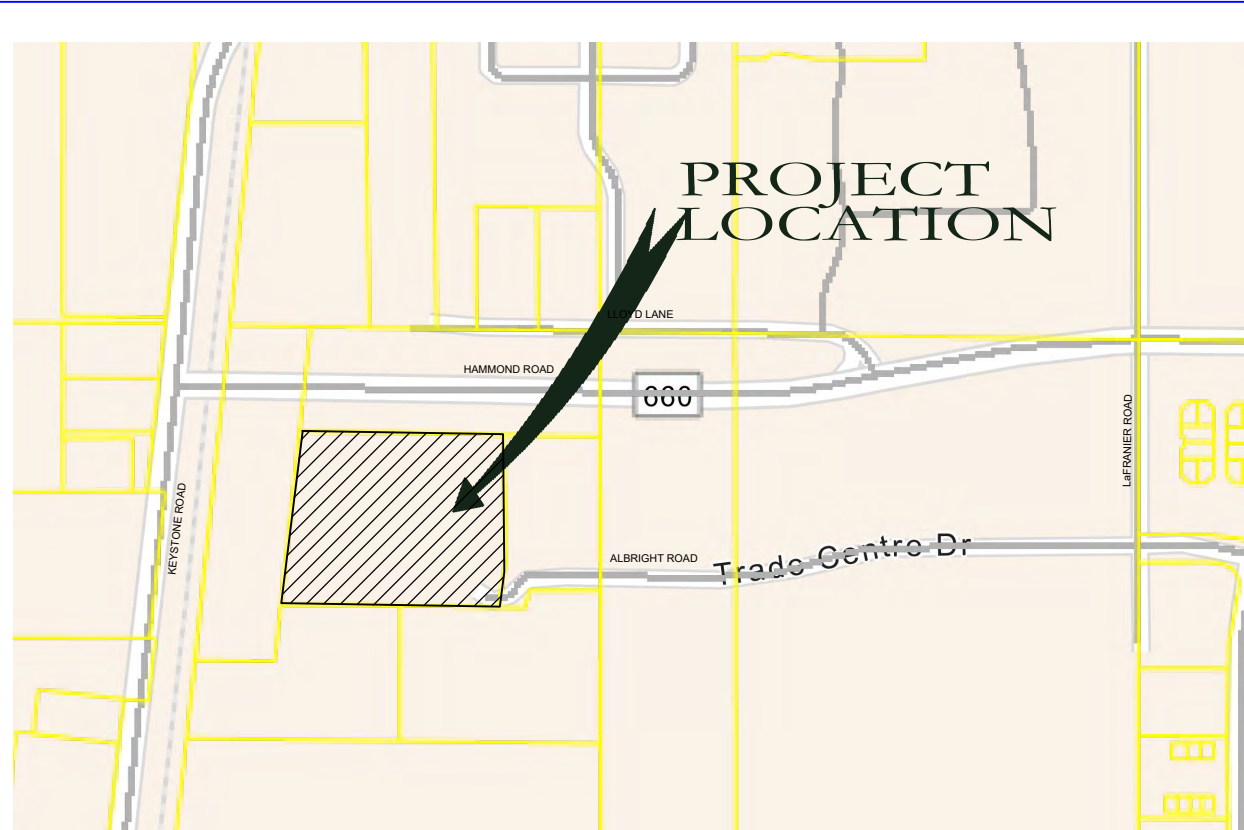 PROJECT
LOCATION
LLOYD LANE
HAMMOND ROAD
660
LaFRANIER ROAD
KEYSTONE ROAD
ALBRIGHT ROAD
Trade Centre Dr